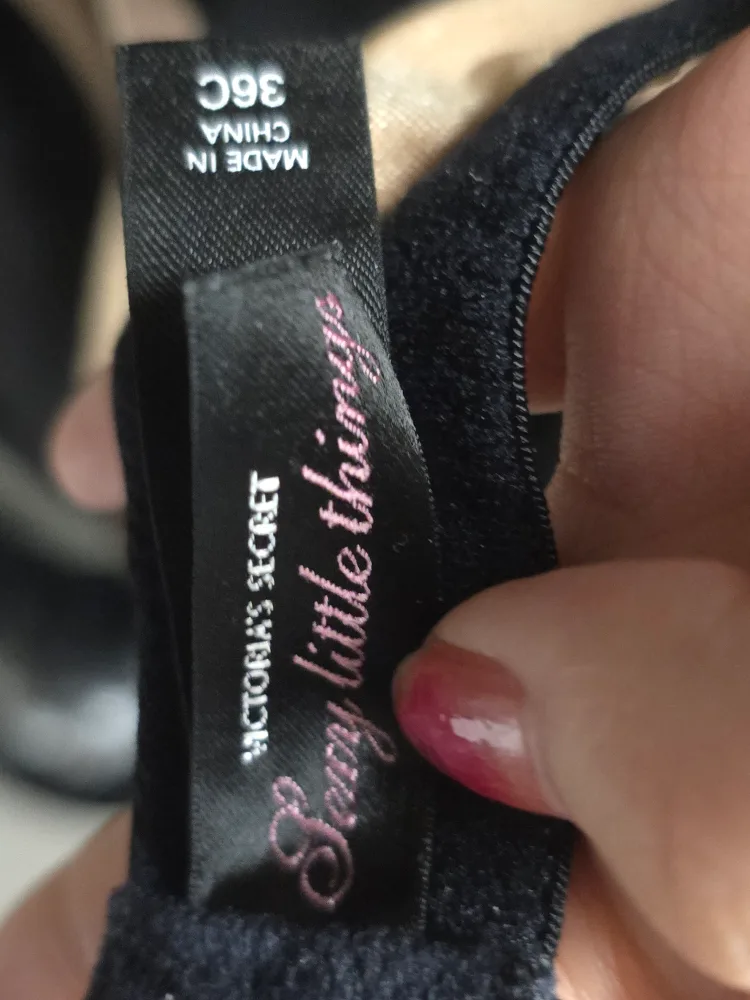 36C
MADE IN
CHINA
VICTORIA'S SECRET
Sexy little things